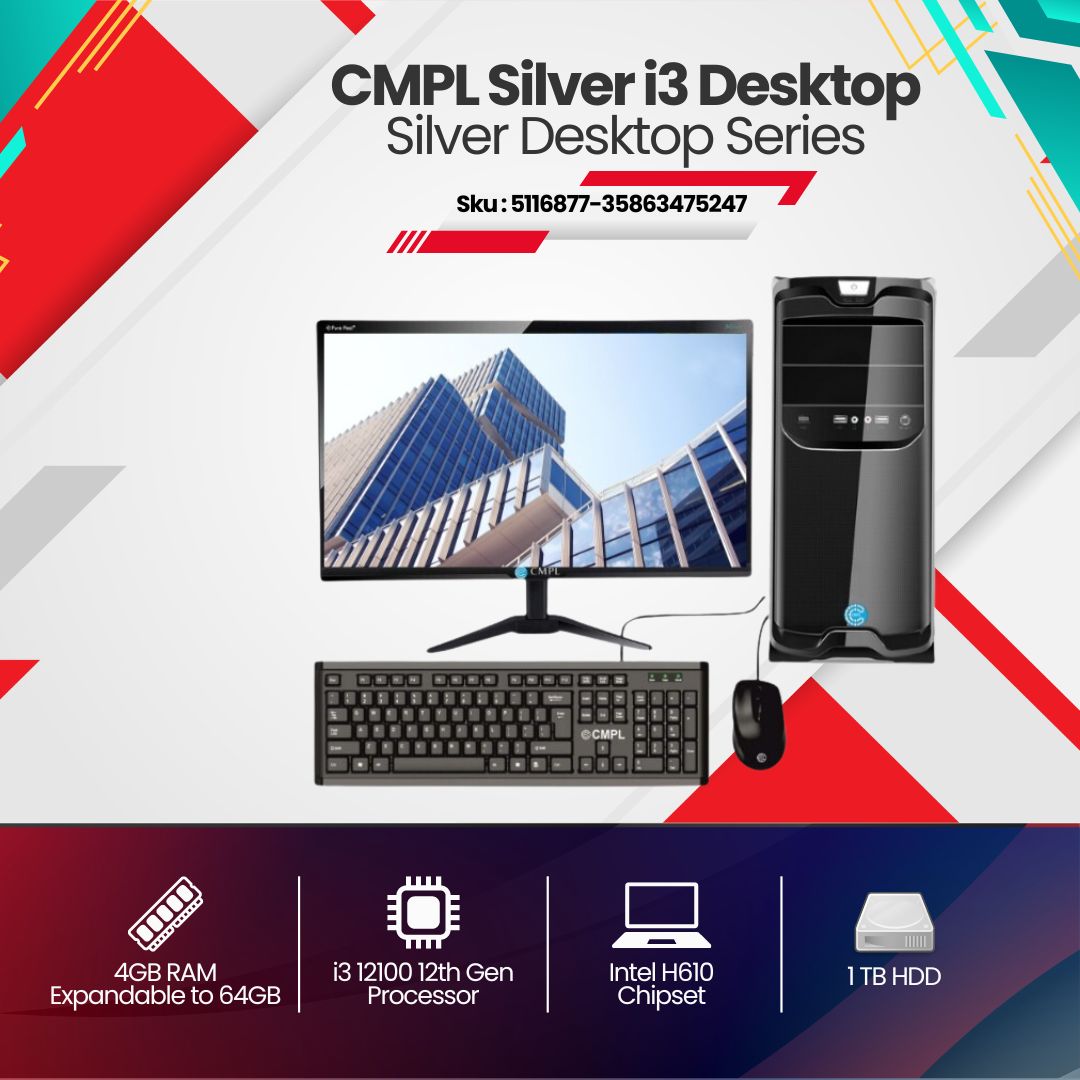 CMPL Silver i3 Desktop
Silver Desktop Series
Sku : 5116877-35863475247
CMPL
CMPL
4GB RAM
Expandable to 64GB
i3 12100 12th Gen
Processor
Intel H610
Chipset
1 TB HDD